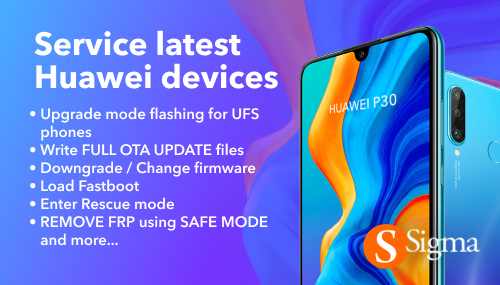 Service latest
Huawei devices
• Upgrade mode flashing for UFS
phones
• Write FULL OTA UPDATE files
• Downgrade / Change firmware
• Load Fastboot
• Enter Rescue mode
• REMOVE FRP using SAFE MODE
and more...
HUAWEI P30
S Sigma